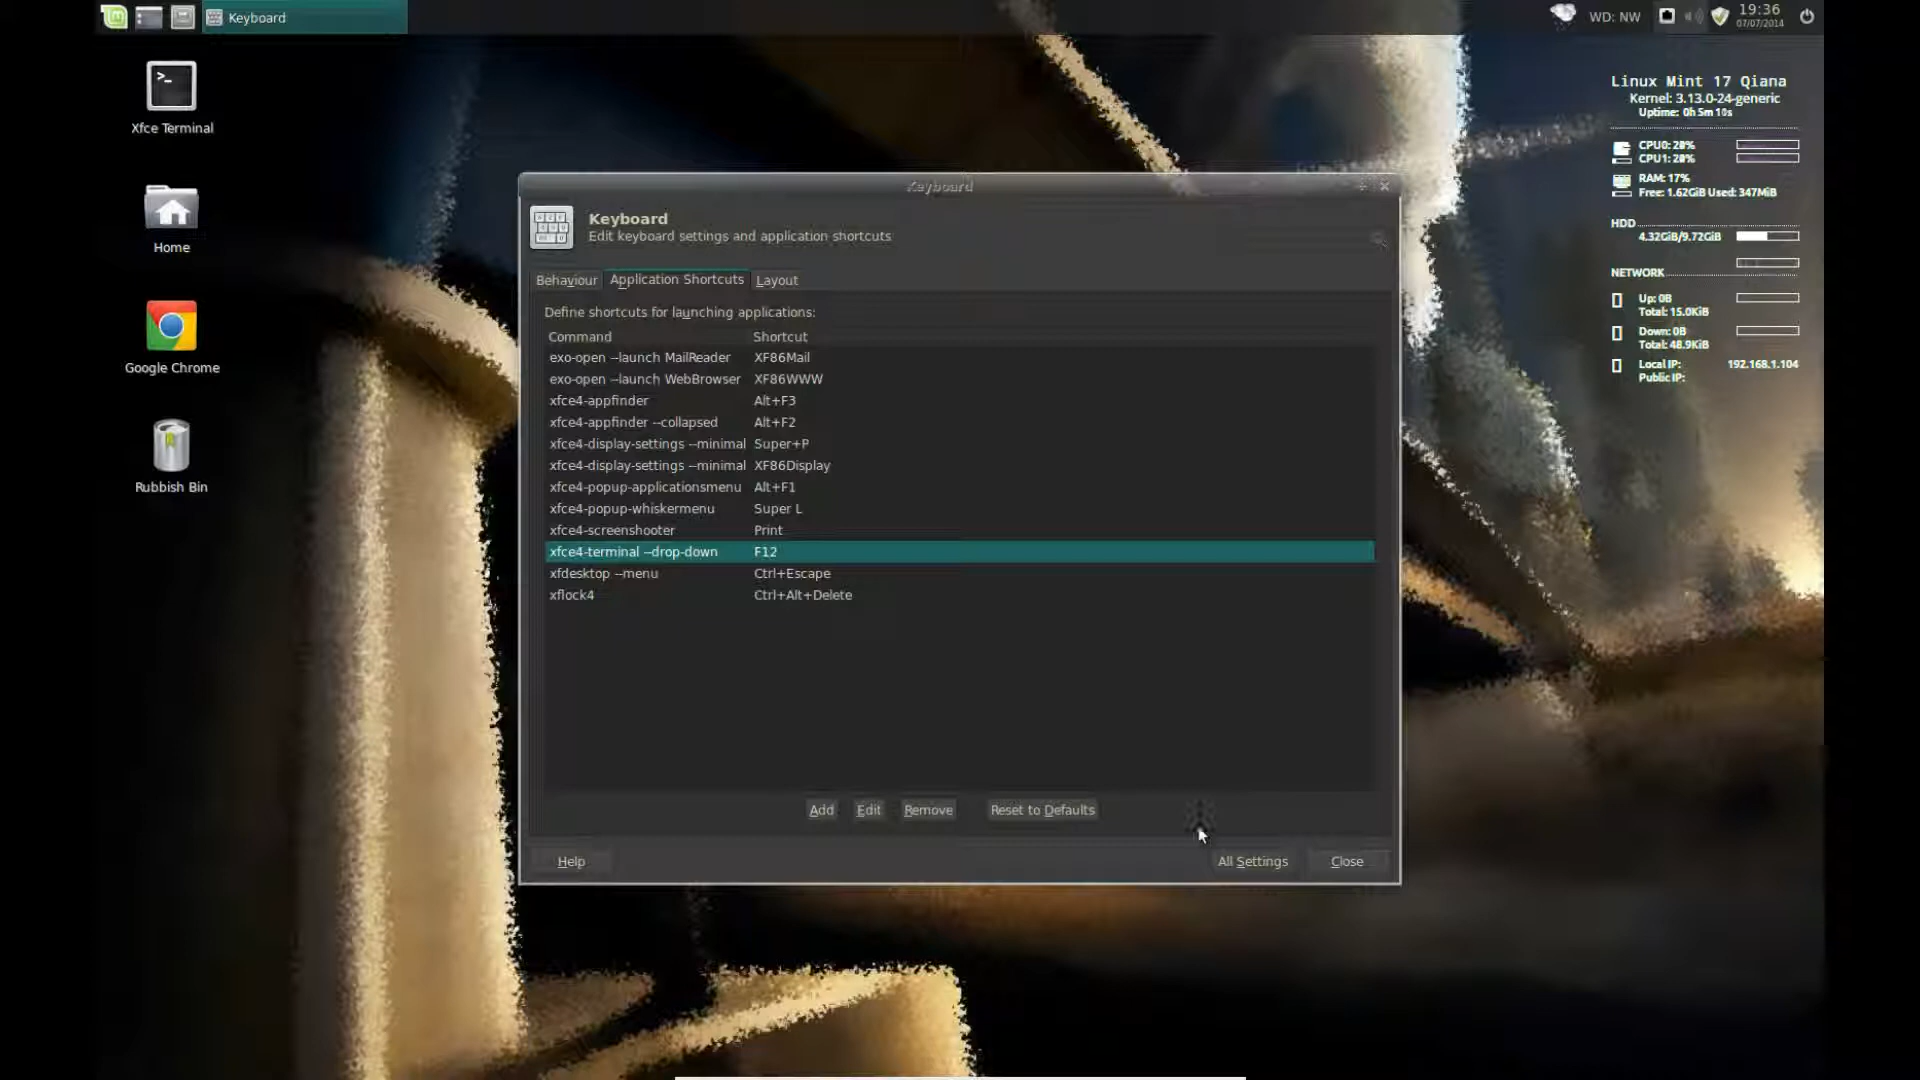 Keyboard
WD: NW
19:36
07/07/2014
Xfce Terminal
Home
Google Chrome
Rubbish Bin
Linux Mint 17 Qiana
Kernel: 3.13.0-24-generic
Uptime: 0h 5m 10s
CPU0: 20%
CPU1: 20%
RAM: 17%
Free: 1.62GiB Used: 347MiB
HDD
4.32GiB/9.72GiB
NETWORK
Up: 0B
Total: 15.0KiB
Down: 0B
Total: 48.9KiB
Local IP: 192.168.1.104
Public IP:
Keyboard
Keyboard
Edit keyboard settings and application shortcuts
Behaviour Application Shortcuts Layout
Define shortcuts for launching applications:
Command Shortcut
exo-open --launch MailReader XF86Mail
exo-open --launch WebBrowser XF86WWW
xfce4-appfinder Alt+F3
xfce4-appfinder --collapsed Alt+F2
xfce4-display-settings --minimal Super+P
xfce4-display-settings --minimal XF86Display
xfce4-popup-applicationsmenu Alt+F1
xfce4-popup-whiskermenu Super L
xfce4-screenshooter Print
xfce4-terminal --drop-down F12
xfdesktop --menu Ctrl+Escape
xflock4 Ctrl+Alt+Delete
Add Edit Remove Reset to Defaults
Help All Settings Close